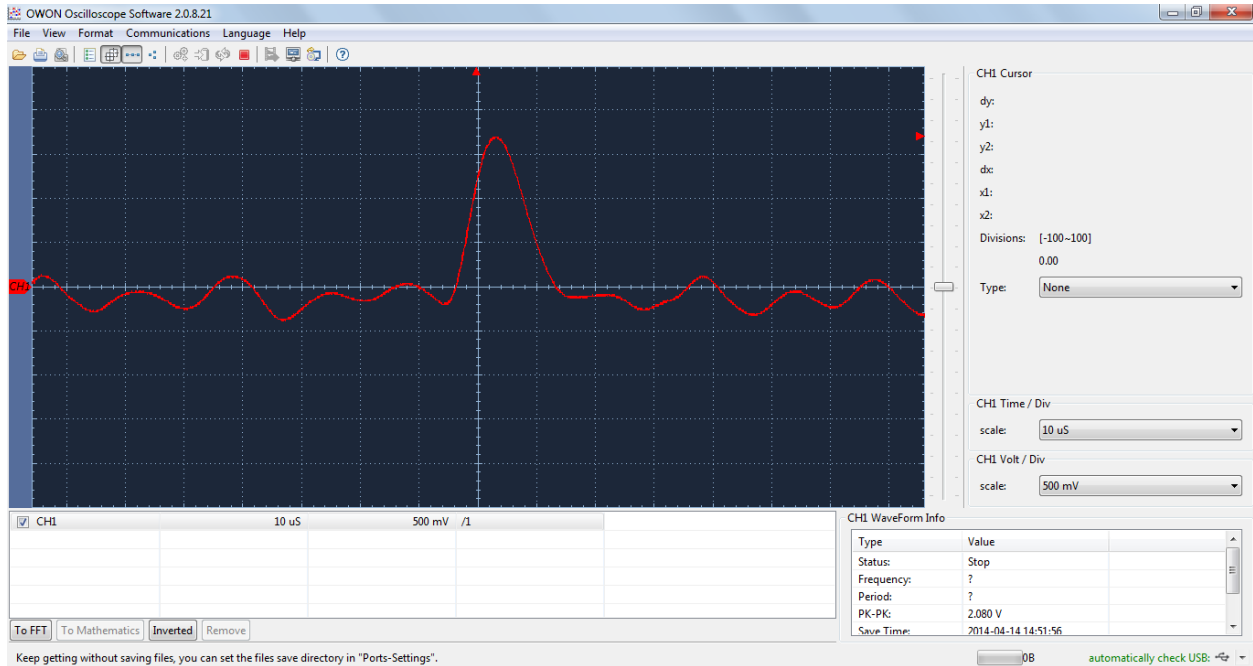 OWON Oscilloscope Software 2.0.8.21
File View Format Communications Language Help
CH1
CH1 Cursor
dy:
y1:
y2:
dx:
x1:
x2:
Divisions: [-100~100]
0.00
Type: None
CH1 Time / Div
scale: 10 uS
CH1 Volt / Div
scale: 500 mV
CH1 10 uS 500 mV /1
To FFT To Mathematics Inverted Remove
CH1 WaveForm Info
Type Value
Status: Stop
Frequency: ?
Period: ?
PK-PK: 2.080 V
Save Time: 2014-04-14 14:51:56
Keep getting without saving files, you can set the files save directory in "Ports-Settings". 0B automatically check USB: